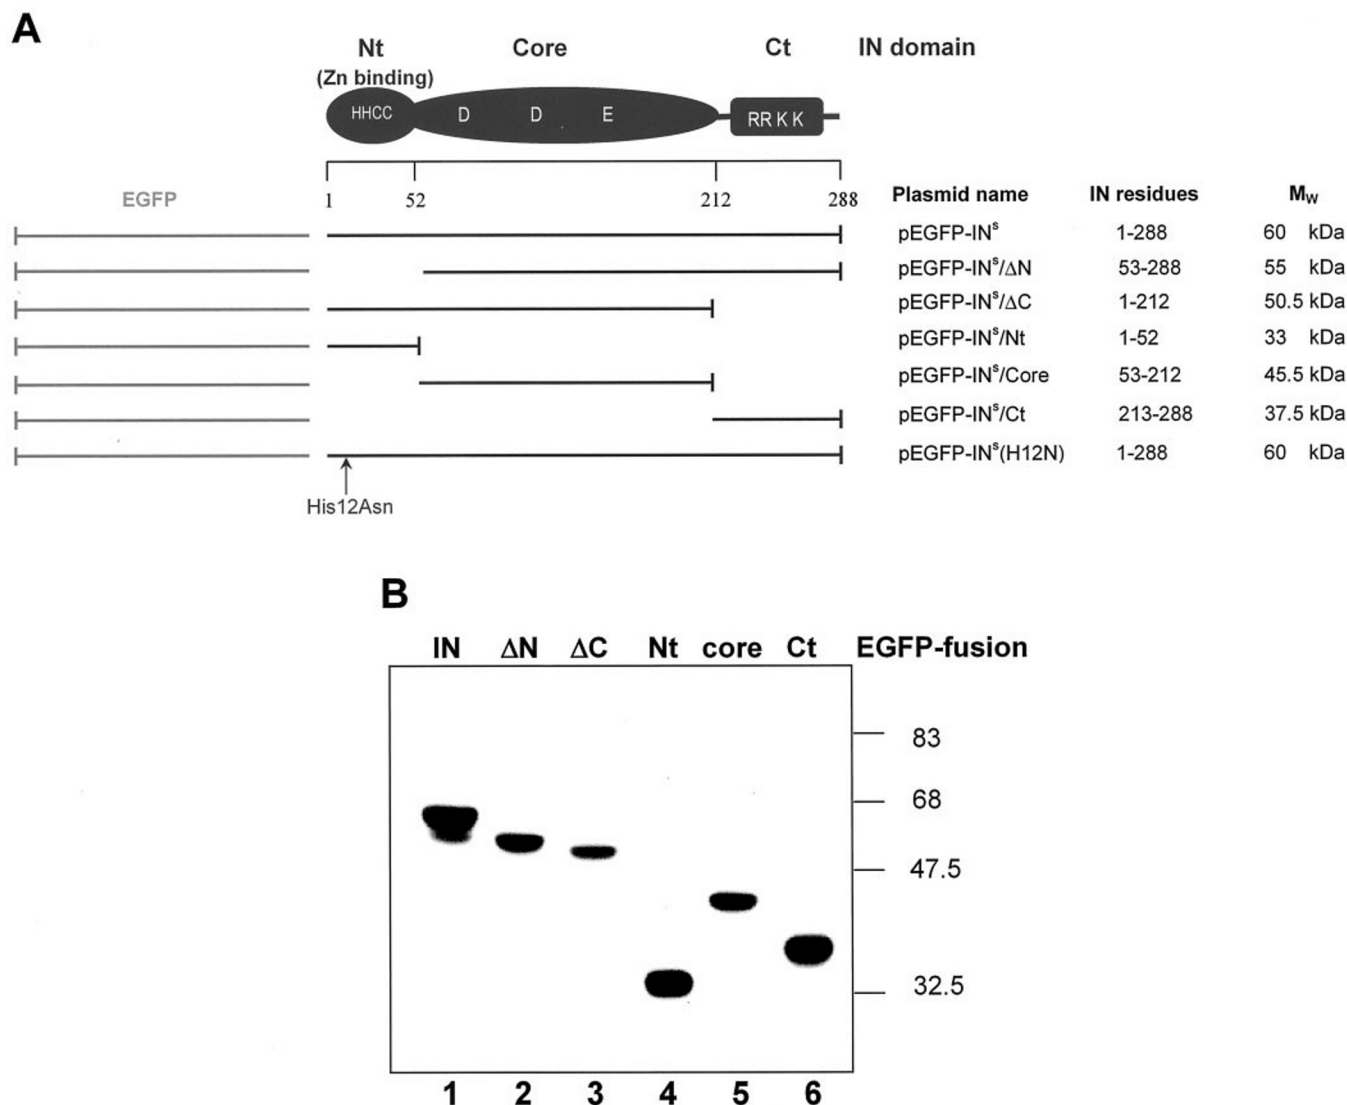 A
Nt Core Ct IN domain
(Zn binding)
HHCC D D E RR K K
1 52 212 288
EGFP Plasmid name IN residues Mw
pEGFP-INs 1-288 60 kDa
pEGFP-INs/ΔN 53-288 55 kDa
pEGFP-INs/ΔC 1-212 50.5 kDa
pEGFP-INs/Nt 1-52 33 kDa
pEGFP-INs/Core 53-212 45.5 kDa
pEGFP-INs/Ct 213-288 37.5 kDa
pEGFP-INs(H12N) 1-288 60 kDa
His12Asn
B
IN ΔN ΔC Nt core Ct EGFP-fusion
83
68
47.5
32.5
1 2 3 4 5 6